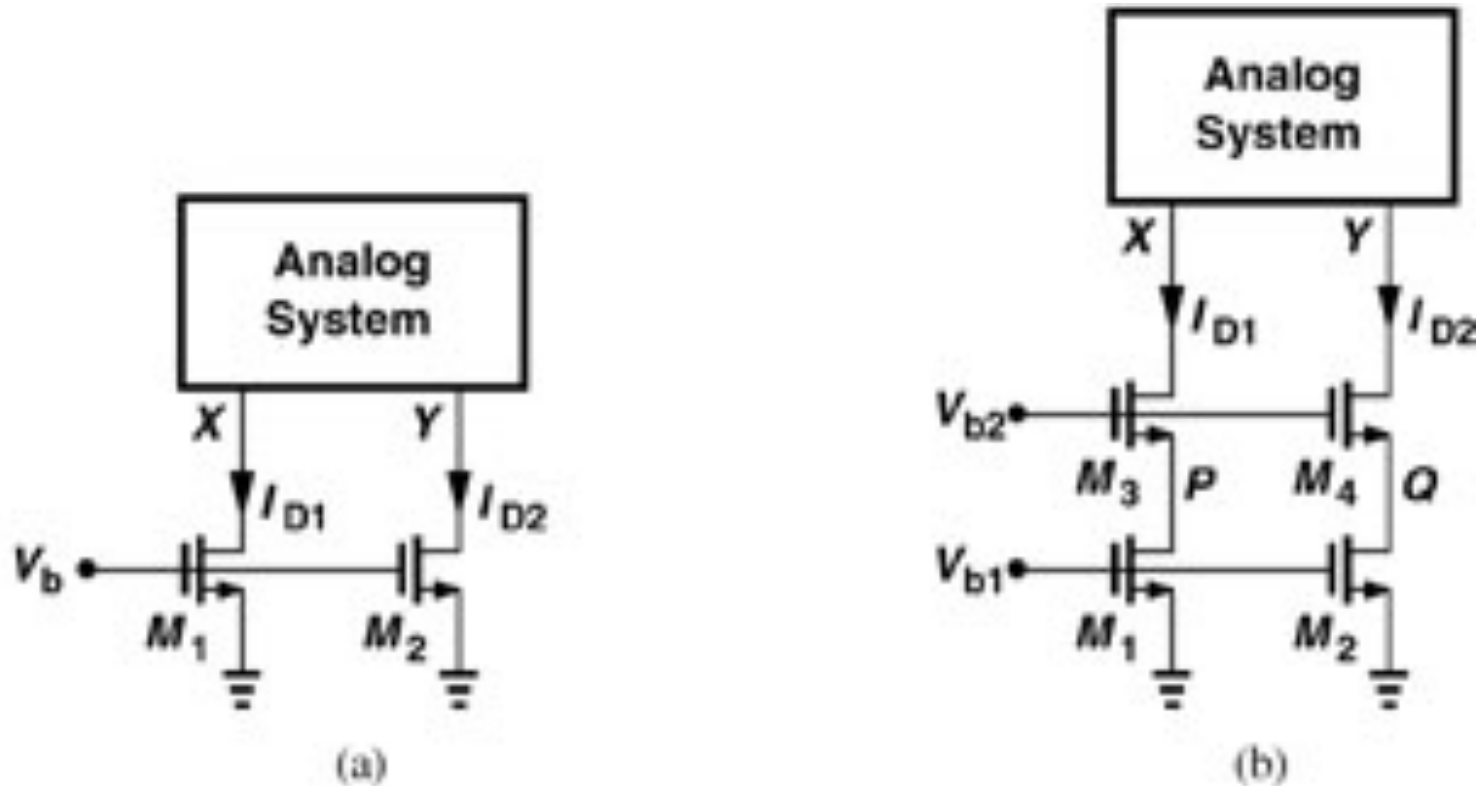 Analog
System
X
Y
I D1
I D2
V b
M 1
M 2
(a)
Analog
System
X
Y
I D1
I D2
V b2
M 3
P
M 4
Q
V b1
M 1
M 2
(b)